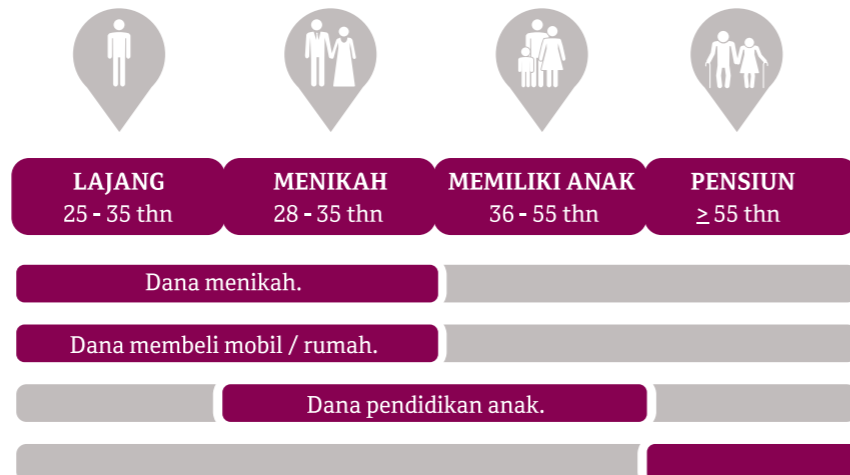 LAJANG
25 - 35 thn
MENIKAH
28 - 35 thn
MEMILIKI ANAK
36 - 55 thn
PENSIUN
≥ 55 thn
Dana menikah.
Dana membeli mobil / rumah.
Dana pendidikan anak.